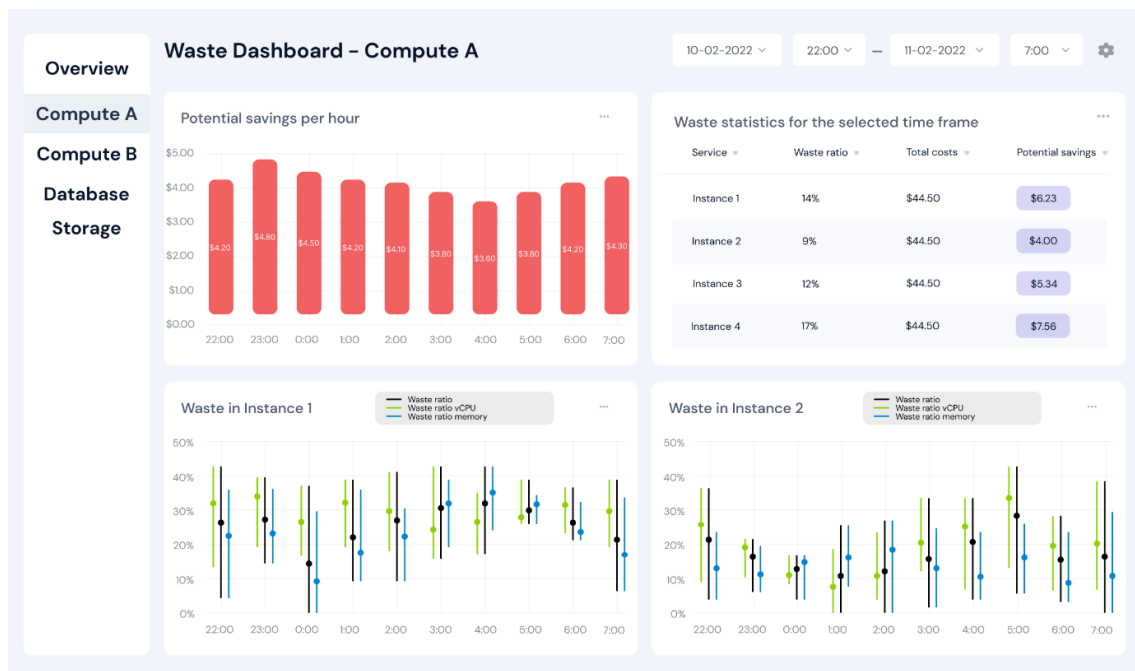 Waste Dashboard - Compute A
10-02-2022
22:00
—
11-02-2022
7:00
Overview
Compute A
Compute B
Database
Storage
Potential savings per hour
$5.00
$4.00
$3.00
$2.00
$1.00
$0.00
$4.20 $4.80 $4.50 $4.20 $4.10 $3.80 $3.60 $3.80 $4.20 $4.30
22:00 23:00 0:00 1:00 2:00 3:00 4:00 5:00 6:00 7:00
Waste statistics for the selected time frame
Service Waste ratio Total costs Potential savings
Instance 1 14% $44.50 $6.23
Instance 2 9% $44.50 $4.00
Instance 3 12% $44.50 $5.34
Instance 4 17% $44.50 $7.56
Waste in Instance 1
Waste ratio
Waste ratio vCPU
Waste ratio memory
50%
40%
30%
20%
10%
0%
22:00 23:00 0:00 1:00 2:00 3:00 4:00 5:00 6:00 7:00
Waste in Instance 2
Waste ratio
Waste ratio vCPU
Waste ratio memory
50%
40%
30%
20%
10%
0%
22:00 23:00 0:00 1:00 2:00 3:00 4:00 5:00 6:00 7:00